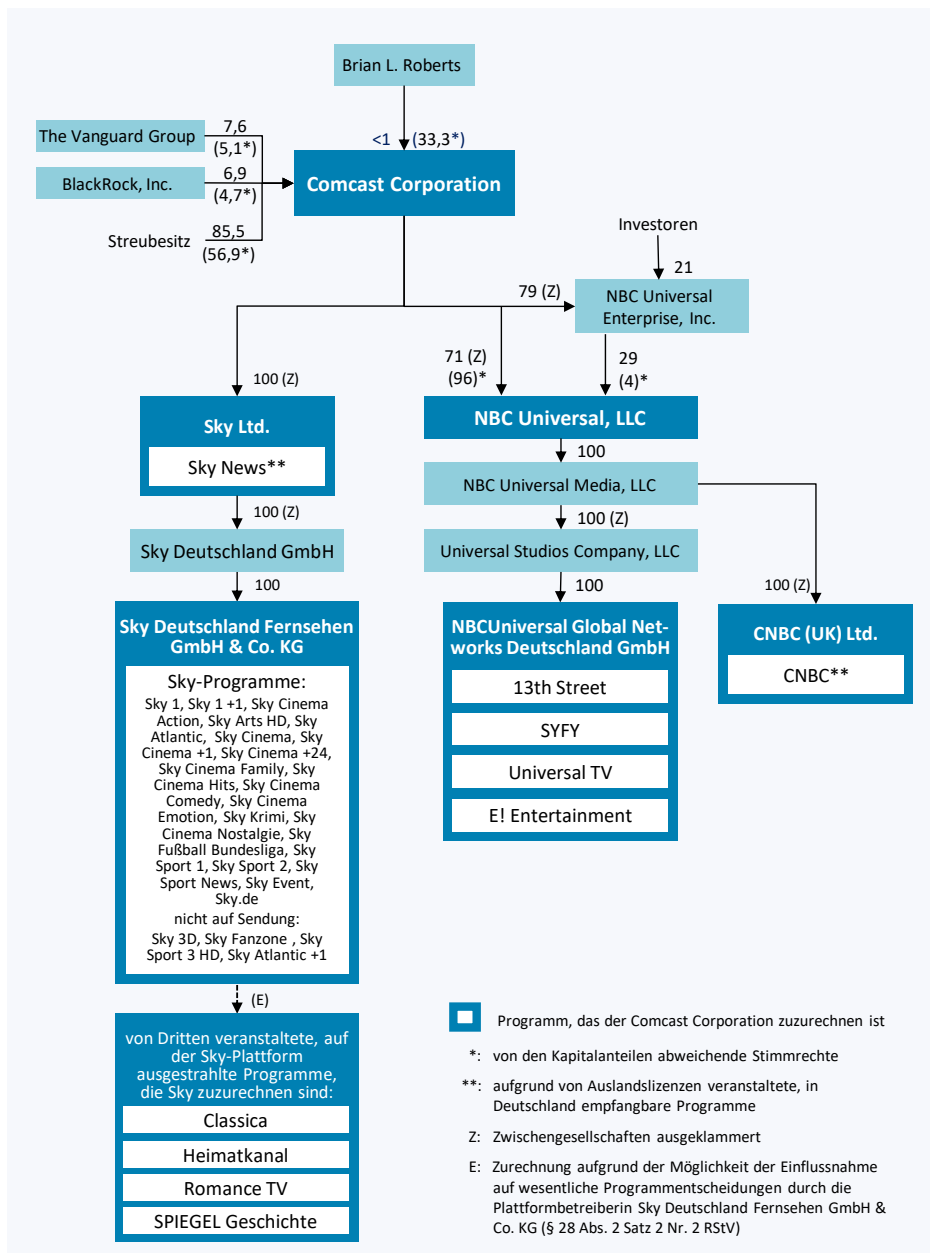 Brian L. Roberts
<1 (33,3*)
The Vanguard Group
7,6
(5,1*)
BlackRock, Inc.
6,9
(4,7*)
Streubesitz
85,5
(56,9*)
Comcast Corporation
Investoren
21
79 (Z)
NBC Universal
Enterprise, Inc.
71 (Z)
(96)*
29
(4)*
100 (Z)
Sky Ltd.
Sky News**
100 (Z)
Sky Deutschland GmbH
100
Sky Deutschland Fernsehen
GmbH & Co. KG
Sky-Programme:
Sky 1, Sky 1 +1, Sky Cinema
Action, Sky Arts HD, Sky
Atlantic, Sky Cinema, Sky
Cinema +1, Sky Cinema +24,
Sky Cinema Family, Sky
Cinema Hits, Sky Cinema
Comedy, Sky Cinema
Emotion, Sky Krimi, Sky
Cinema Nostalgie, Sky
Fußball Bundesliga, Sky
Sport 1, Sky Sport 2, Sky
Sport News, Sky Event,
Sky.de
nicht auf Sendung:
Sky 3D, Sky Fanzone , Sky
Sport 3 HD, Sky Atlantic +1
(E)
von Dritten veranstaltete, auf
der Sky-Plattform
ausgestrahlte Programme,
die Sky zuzurechnen sind:
Classica
Heimatkanal
Romance TV
SPIEGEL Geschichte
NBC Universal, LLC
100
NBC Universal Media, LLC
100 (Z)
Universal Studios Company, LLC
100
NBCUniversal Global Net-
works Deutschland GmbH
13th Street
SYFY
Universal TV
E! Entertainment
100 (Z)
CNBC (UK) Ltd.
CNBC**
Programm, das der Comcast Corporation zuzurechnen ist
*: von den Kapitalanteilen abweichende Stimmrechte
**: aufgrund von Auslandslizenzen veranstaltete, in
Deutschland empfangbare Programme
Z: Zwischengesellschaften ausgeklammert
E: Zurechnung aufgrund der Möglichkeit der Einflussnahme
auf wesentliche Programmentscheidungen durch die
Plattformbetreiberin Sky Deutschland Fernsehen GmbH &
Co. KG (§ 28 Abs. 2 Satz 2 Nr. 2 RStV)